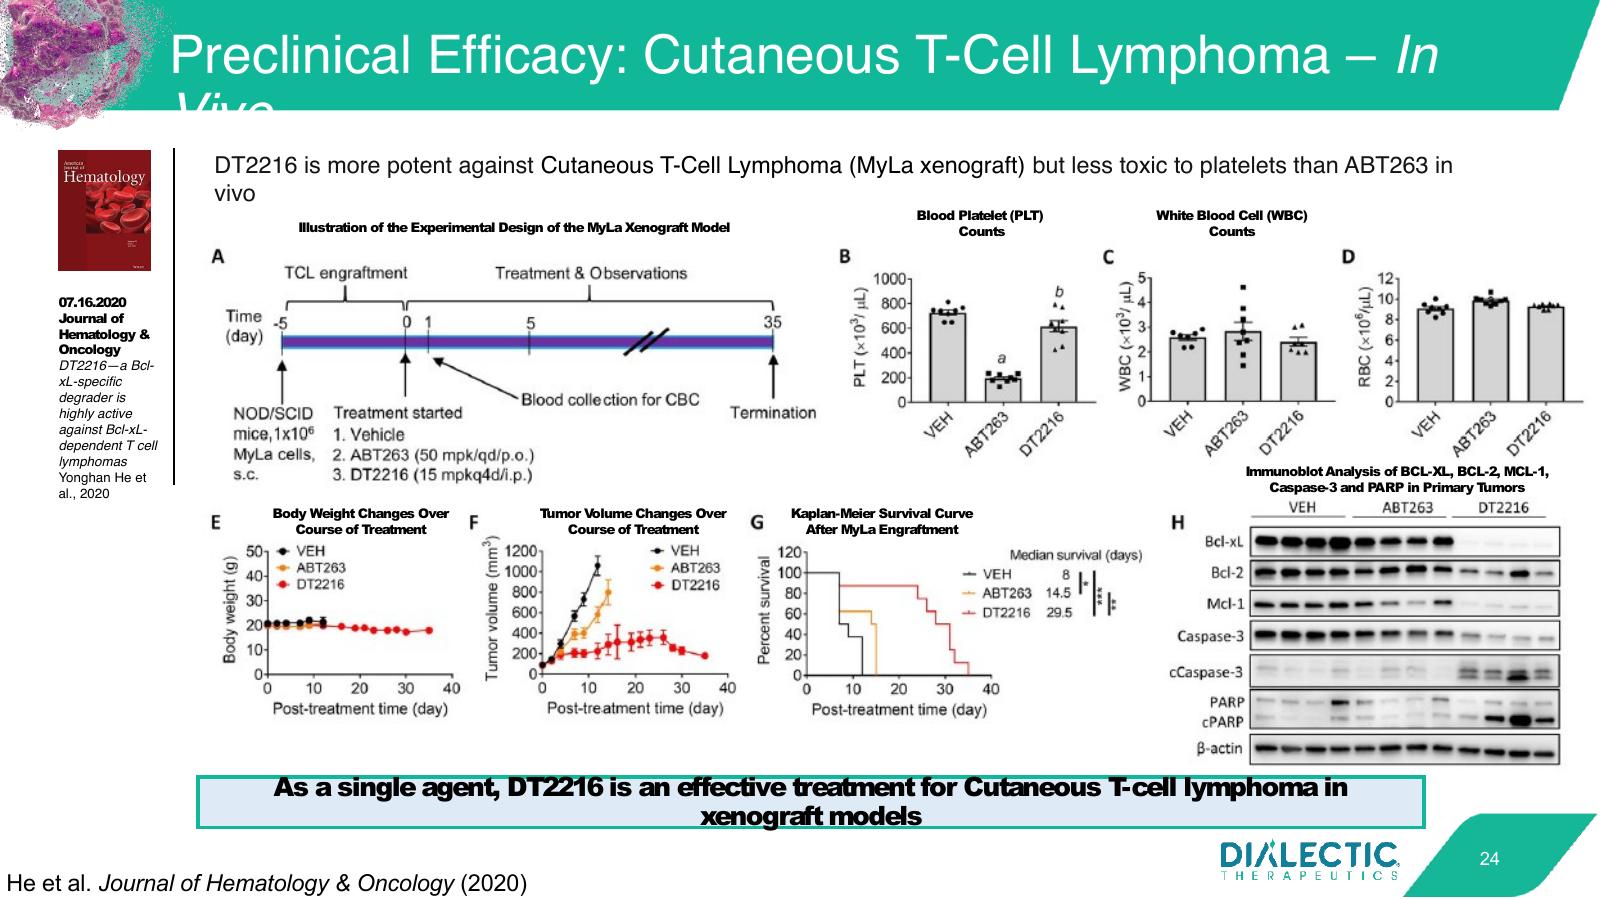 Preclinical Efficacy: Cutaneous T-Cell Lymphoma – In
Vivo
American
Journal of
Hematology
07.16.2020
Journal of
Hematology &
Oncology
DT2216—a Bcl-
xL-specific
degrader is
highly active
against Bcl-xL-
dependent T cell
lymphomas
Yonghan He et
al., 2020
DT2216 is more potent against Cutaneous T-Cell Lymphoma (MyLa xenograft) but less toxic to platelets than ABT263 in
vivo
Illustration of the Experimental Design of the MyLa Xenograft Model
A
TCL engraftment
Treatment & Observations
Time
(day)
-5
0
1
5
35
NOD/SCID
mice,1x10⁶
MyLa cells,
s.c.
Treatment started
1. Vehicle
2. ABT263 (50 mpk/qd/p.o.)
3. DT2216 (15 mpkq4d/i.p.)
Blood collection for CBC
Termination
Blood Platelet (PLT)
Counts
B
PLT (×10³/ µL)
1000
800
600
400
200
0
a
b
VEH
ABT263
DT2216
White Blood Cell (WBC)
Counts
C
WBC (×10³/ µL)
5
4
3
2
1
0
VEH
ABT263
DT2216
D
RBC (×10⁶/µL)
12
10
8
6
4
2
0
VEH
ABT263
DT2216
E
Body Weight Changes Over
Course of Treatment
Body weight (g)
50
40
30
20
10
0
VEH
ABT263
DT2216
0
10
20
30
40
Post-treatment time (day)
F
Tumor Volume Changes Over
Course of Treatment
Tumor volume (mm³)
1200
1000
800
600
400
200
0
VEH
ABT263
DT2216
0
10
20
30
40
Post-treatment time (day)
G
Kaplan-Meier Survival Curve
After MyLa Engraftment
Percent survival
120
100
80
60
40
20
0
0
10
20
30
40
Post-treatment time (day)
Median survival (days)
VEH 8
ABT263 14.5
DT2216 29.5
*
***
**
Immunoblot Analysis of BCL-XL, BCL-2, MCL-1,
Caspase-3 and PARP in Primary Tumors
H
VEH ABT263 DT2216
Bcl-xL
Bcl-2
Mcl-1
Caspase-3
cCaspase-3
PARP
cPARP
β-actin
As a single agent, DT2216 is an effective treatment for Cutaneous T-cell lymphoma in
xenograft models
DIALECTIC
THERAPEUTICS
24
He et al. Journal of Hematology & Oncology (2020)